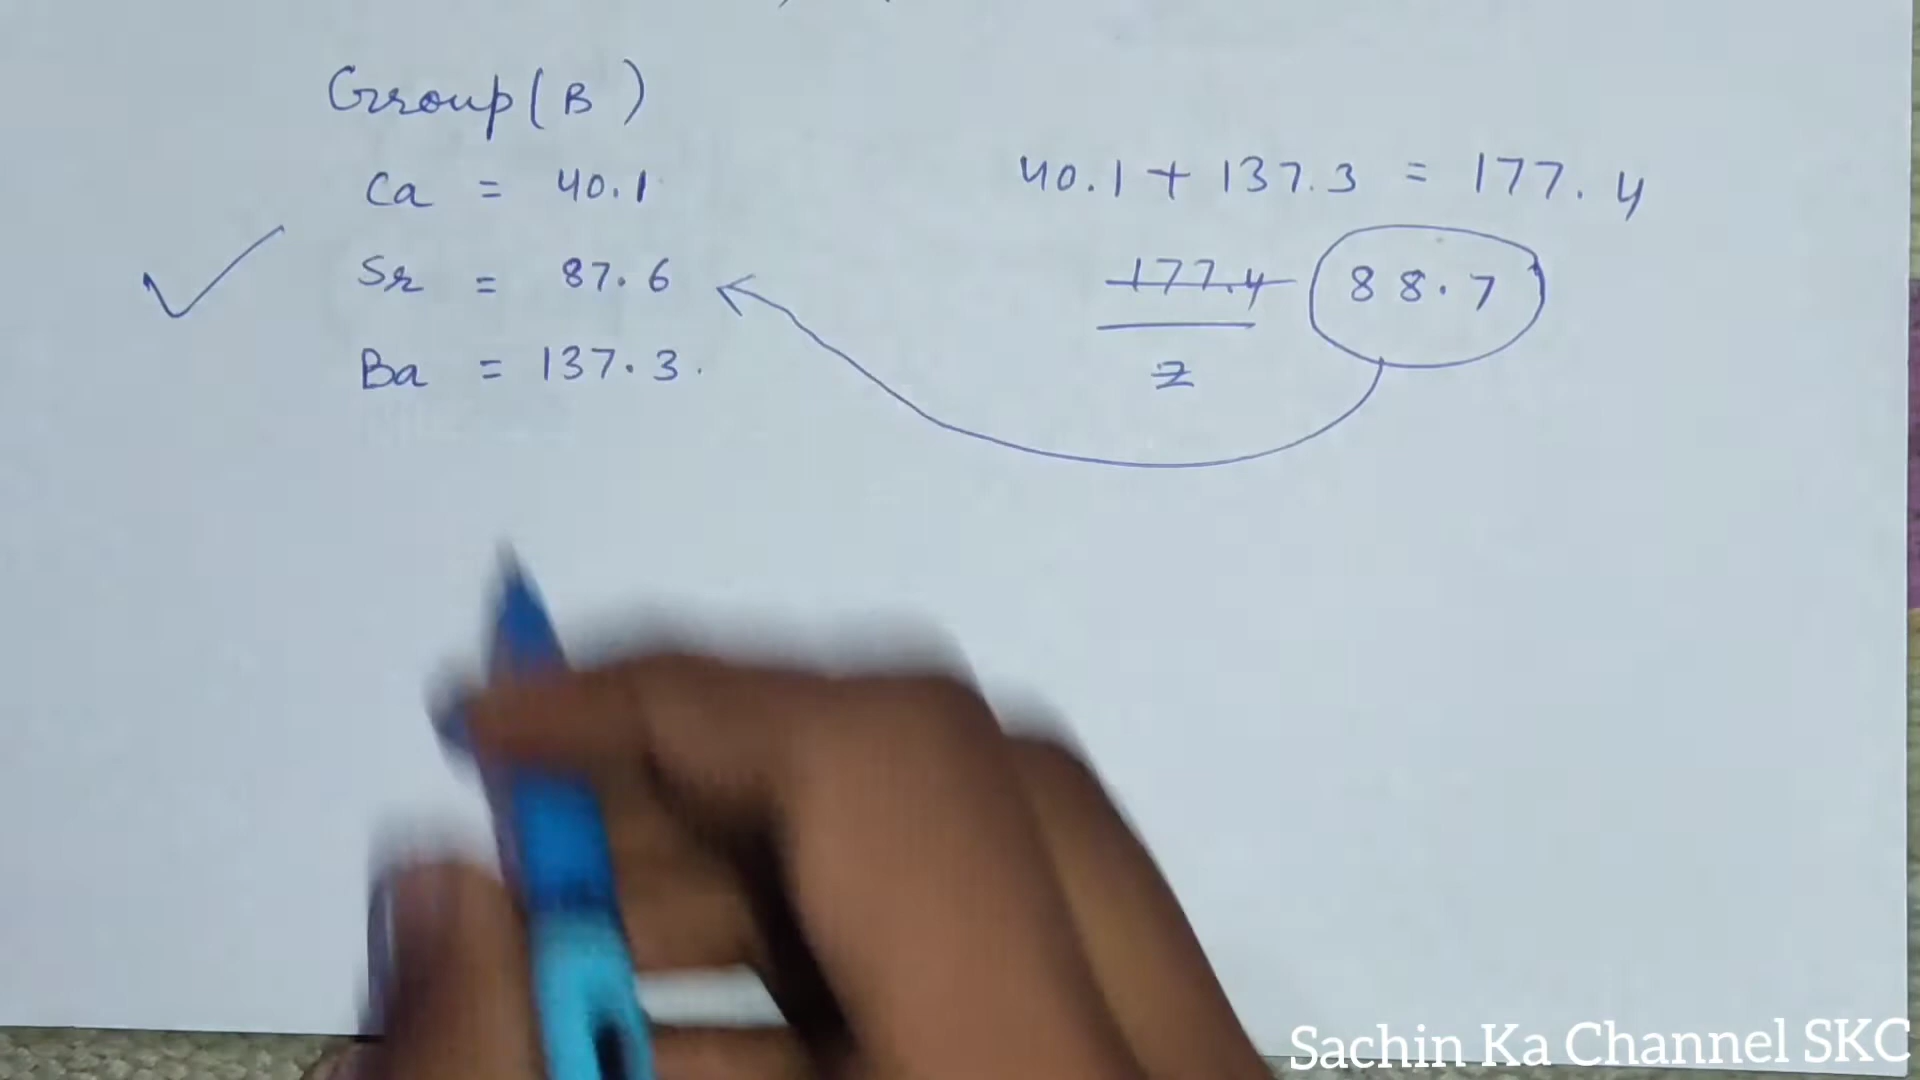 Group (B)
Ca = 40.1
Sr = 87.6
Ba = 137.3.
40.1 + 137.3 = 177.4
177.4 88.7
2
Sachin Ka Channel SKC